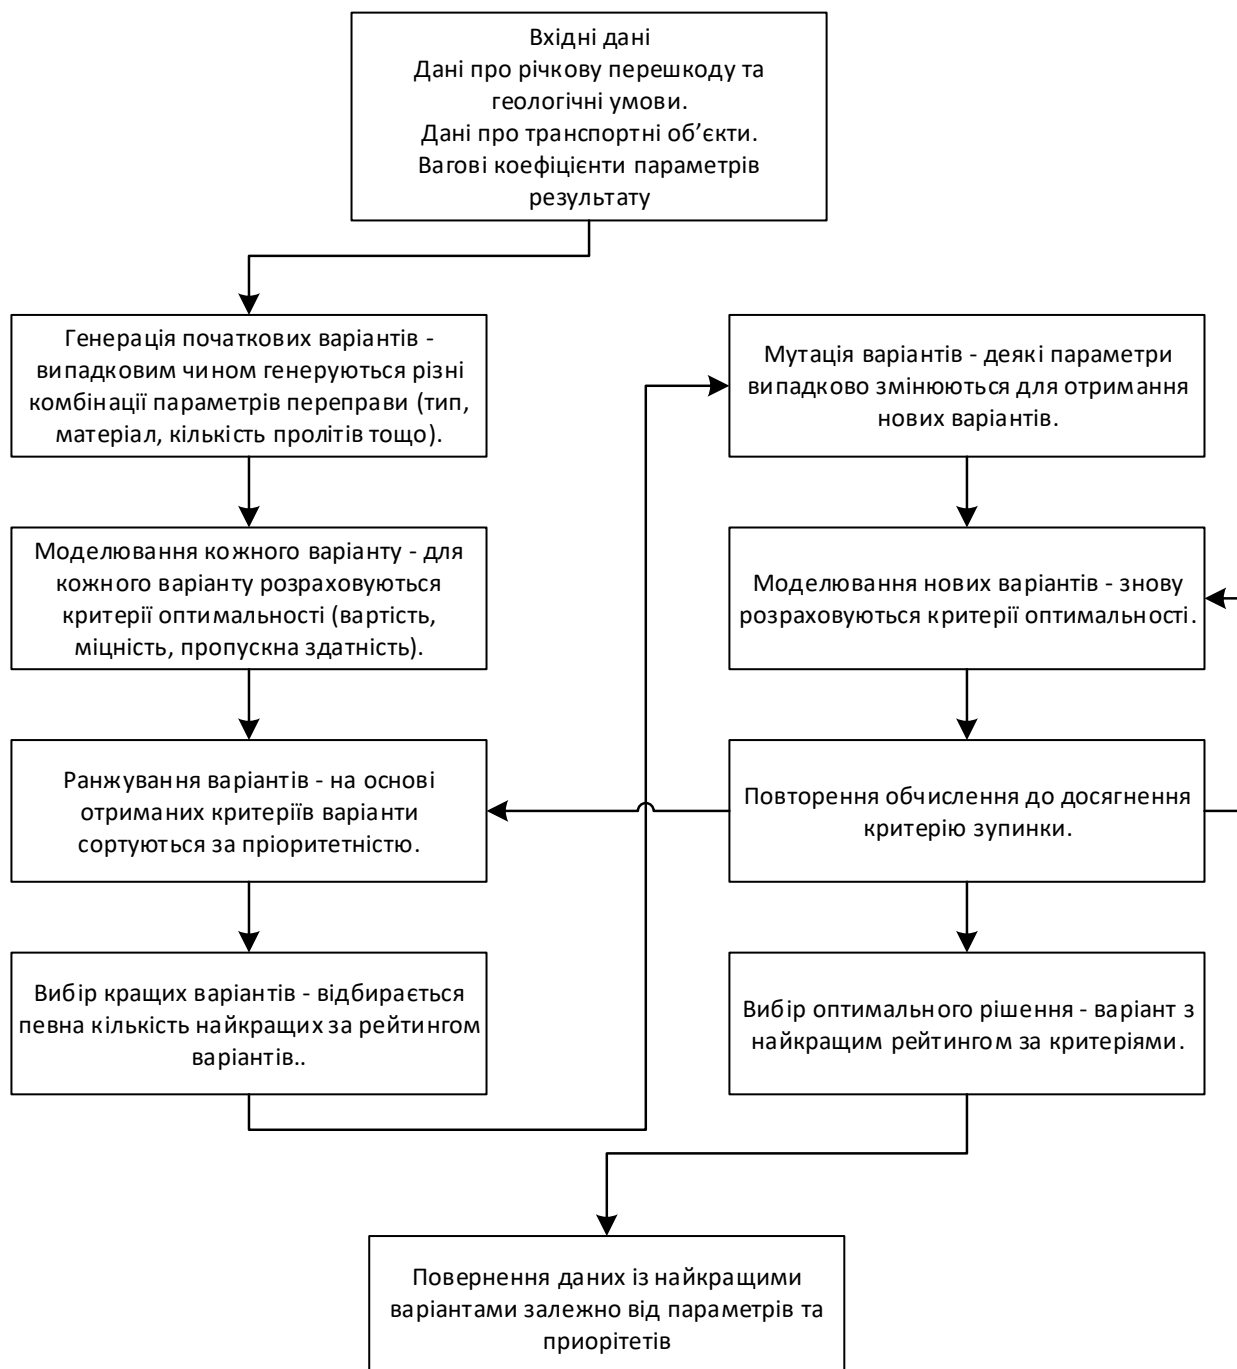 Вхідні дані
Дані про річкову перешкоду та
геологічні умови.
Дані про транспортні об’єкти.
Вагові коефіцієнти параметрів
результату
Генерація початкових варіантів -
випадковим чином генеруються різні
комбінації параметрів переправи (тип,
матеріал, кількість пролітів тощо).
Моделювання кожного варіанту - для
кожного варіанту розраховуються
критерії оптимальності (вартість,
міцність, пропускна здатність).
Ранжування варіантів - на основі
отриманих критеріїв варіанти
сортуються за пріоритетністю.
Вибір кращих варіантів - відбирається
певна кількість найкращих за рейтингом
варіантів..
Мутація варіантів - деякі параметри
випадково змінюються для отримання
нових варіантів.
Моделювання нових варіантів - знову
розраховуються критерії оптимальності.
Повторення обчислення до досягнення
критерію зупинки.
Вибір оптимального рішення - варіант з
найкращим рейтингом за критеріями.
Повернення даних із найкращими
варіантами залежно від параметрів та
приорітетів